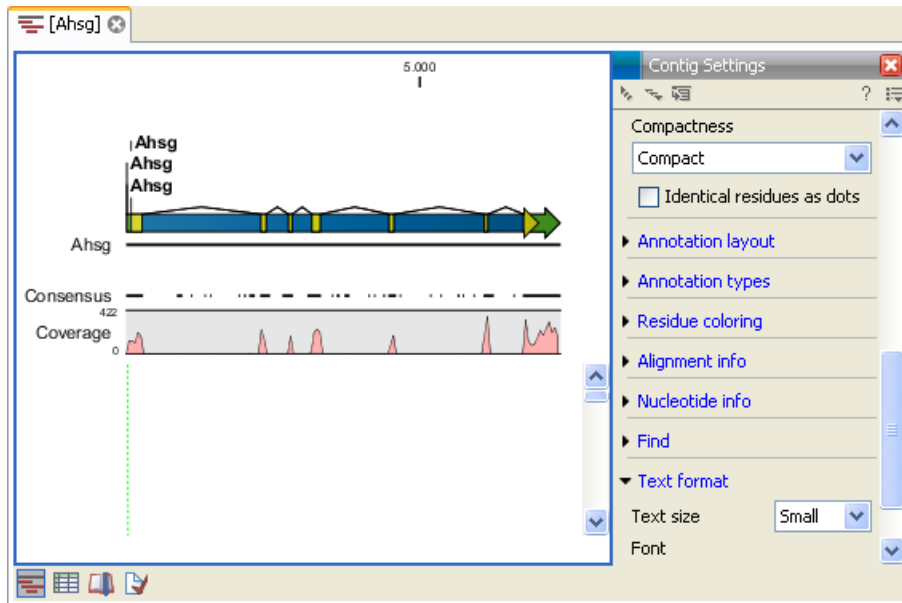 [Ahsg]
5.000
Ahsg
Ahsg
Ahsg
Ahsg
Consensus
422
Coverage
0
Contig Settings
?
Compactness
Compact
Identical residues as dots
Annotation layout
Annotation types
Residue coloring
Alignment info
Nucleotide info
Find
Text format
Text size Small
Font